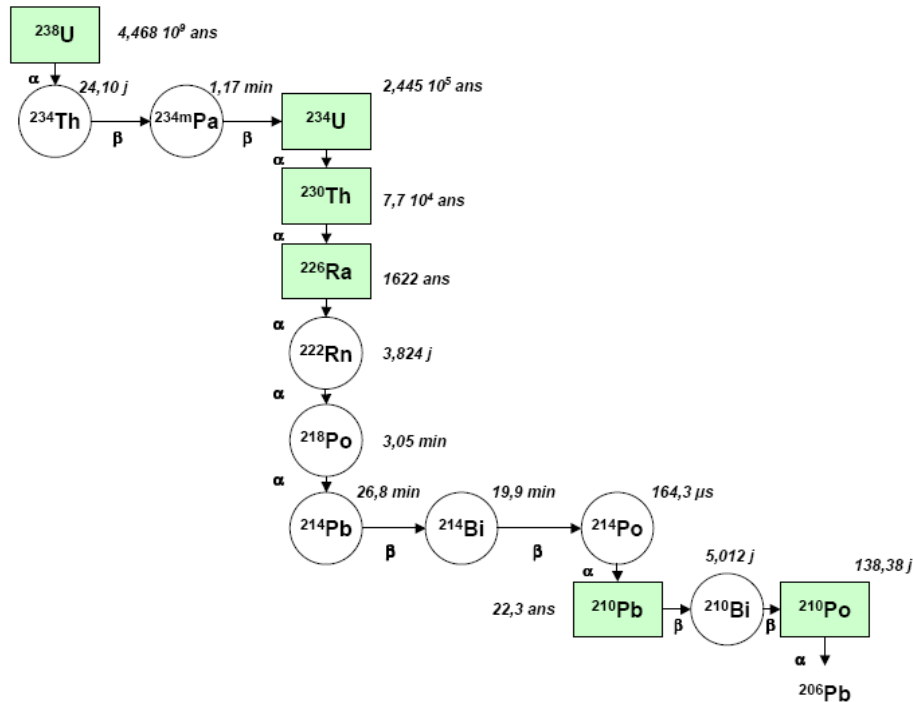 ²³⁸U 4,468 10⁹ ans
α 24,10 j 1,17 min 2,445 10⁵ ans
²³⁴Th β ²³⁴ᵐPa β ²³⁴U
α
²³⁰Th 7,7 10⁴ ans
α
²²⁶Ra 1622 ans
α
²²²Rn 3,824 j
α
²¹⁸Po 3,05 min
α 26,8 min 19,9 min 164,3 µs
²¹⁴Pb β ²¹⁴Bi β ²¹⁴Po
α 5,012 j 138,38 j
22,3 ans ²¹⁰Pb β ²¹⁰Bi β ²¹⁰Po
α
²⁰⁶Pb